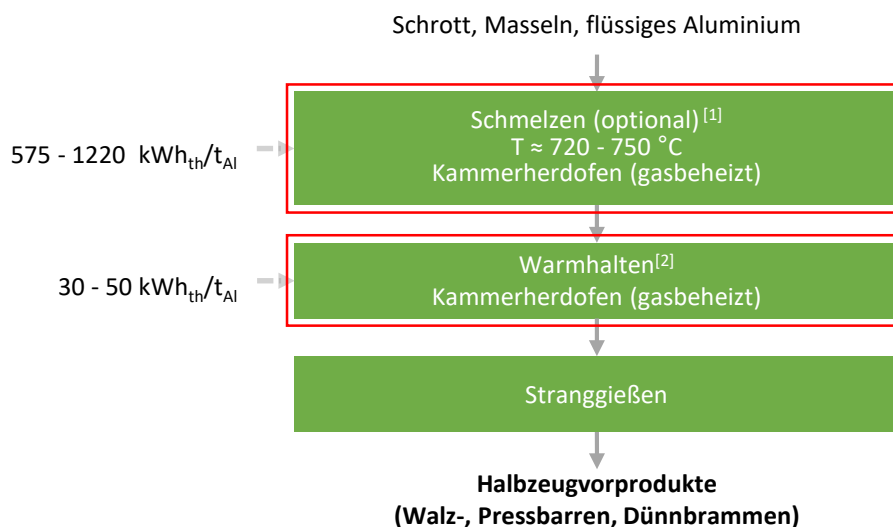 Schrott, Masseln, flüssiges Aluminium
Schmelzen (optional) [1]
T ≈ 720 - 750 °C
Kammerherdofen (gasbeheizt)
575 - 1220 kWhth/tAl
Warmhalten[2]
Kammerherdofen (gasbeheizt)
30 - 50 kWhth/tAl
Stranggießen
Halbzeugvorprodukte
(Walz-, Pressbarren, Dünnbrammen)